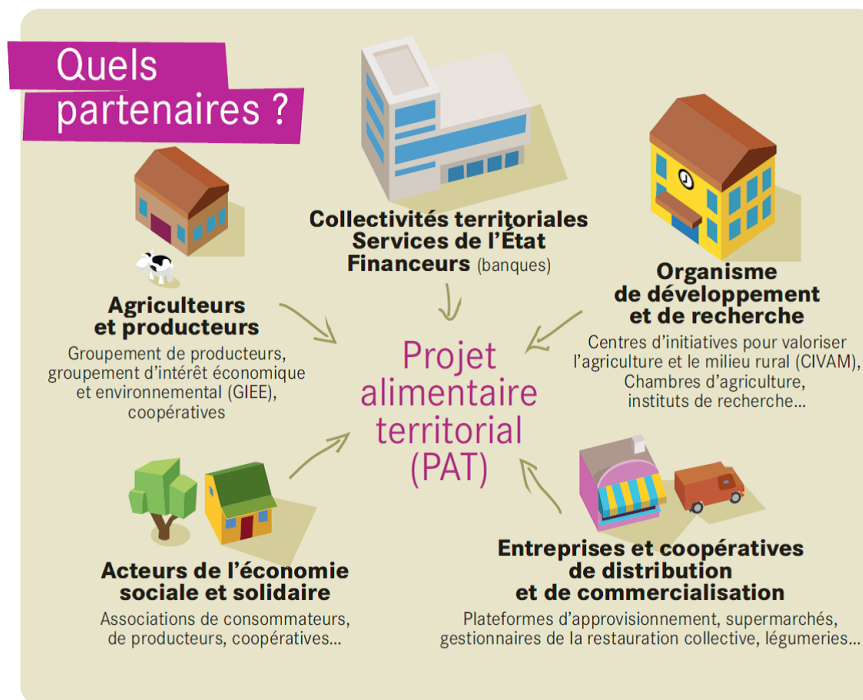 Quels
partenaires ?
Collectivités territoriales
Services de l'État
Financeurs (banques)
Agriculteurs
et producteurs
Groupement de producteurs,
groupement d'intérêt économique
et environnemental (GIEE),
coopératives
Organisme
de développement
et de recherche
Centres d'initiatives pour valoriser
l'agriculture et le milieu rural (CIVAM),
Chambres d'agriculture,
instituts de recherche...
Projet
alimentaire
territorial
(PAT)
Acteurs de l'économie
sociale et solidaire
Associations de consommateurs,
de producteurs, coopératives...
Entreprises et coopératives
de distribution
et de commercialisation
Plateformes d'approvisionnement, supermarchés,
gestionnaires de la restauration collective, légumeries...